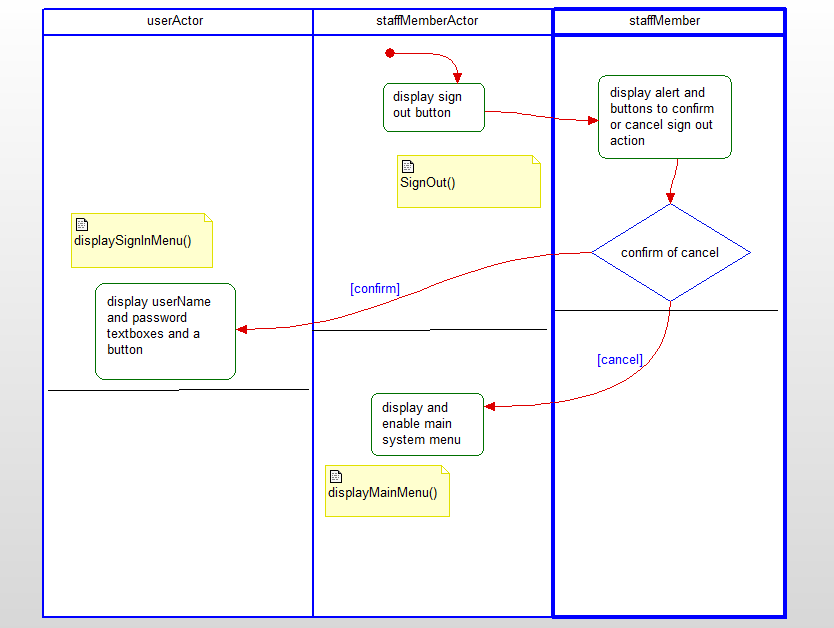 userActor
staffMemberActor
staffMember
display sign
out button
display alert and
buttons to confirm
or cancel sign out
action
SignOut()
displaySignInMenu()
confirm of cancel
[confirm]
display userName
and password
textboxes and a
button
[cancel]
display and
enable main
system menu
displayMainMenu()